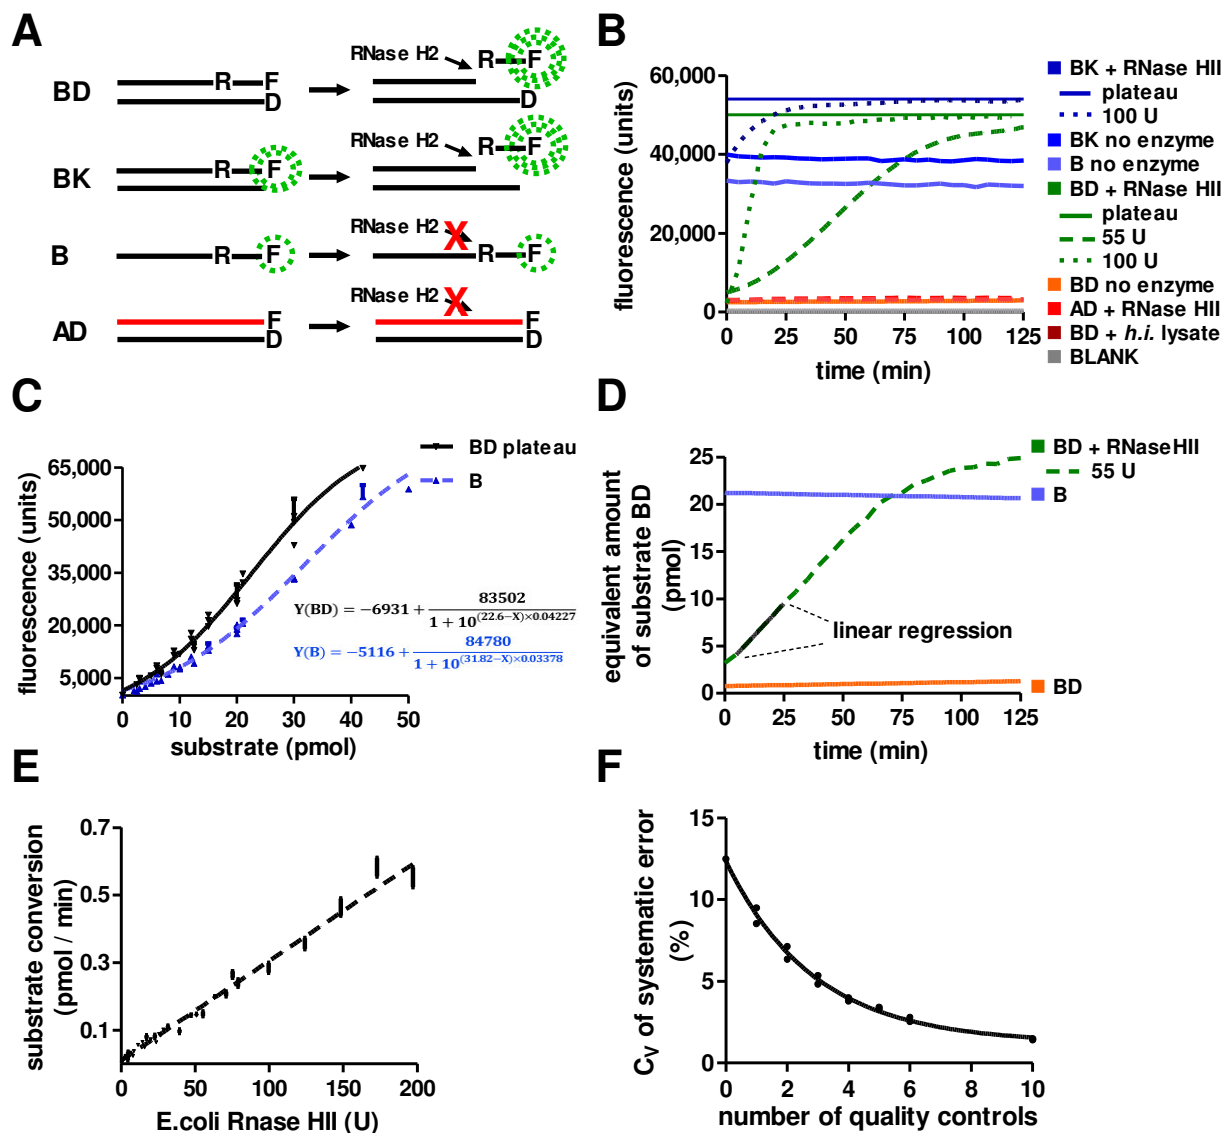 A
RNase H2
R
F
BD
R
F
D
D
RNase H2
R
F
BK
R
F
RNase H2
X
B
R
F
R
F
RNase H2
X
AD
F
D
F
D
B
fluorescence (units)
60,000
40,000
20,000
0
0 25 50 75 100 125
time (min)
BK + RNase HII
plateau
100 U
BK no enzyme
B no enzyme
BD + RNase HII
plateau
55 U
100 U
BD no enzyme
AD + RNase HII
BD + h.i. lysate
BLANK
C
fluorescence (units)
65,000
50,000
35,000
20,000
5,000
0 10 20 30 40 50
substrate (pmol)
BD plateau
B
Y(BD) = −6931 + 83502 / 1 + 10^(22.6−X)×0.04227
Y(B) = −5116 + 84780 / 1 + 10^(31.82−X)×0.03378
D
equivalent amount
of substrate BD
(pmol)
25
20
15
10
5
0
0 25 50 75 100 125
time (min)
linear regression
BD + RNaseHII
55 U
B
BD
E
substrate conversion
(pmol / min)
0.7
0.5
0.3
0.1
0 50 100 150 200
E.coli Rnase HII (U)
F
CV of systematic error
(%)
15
10
5
0
0 2 4 6 8 10
number of quality controls